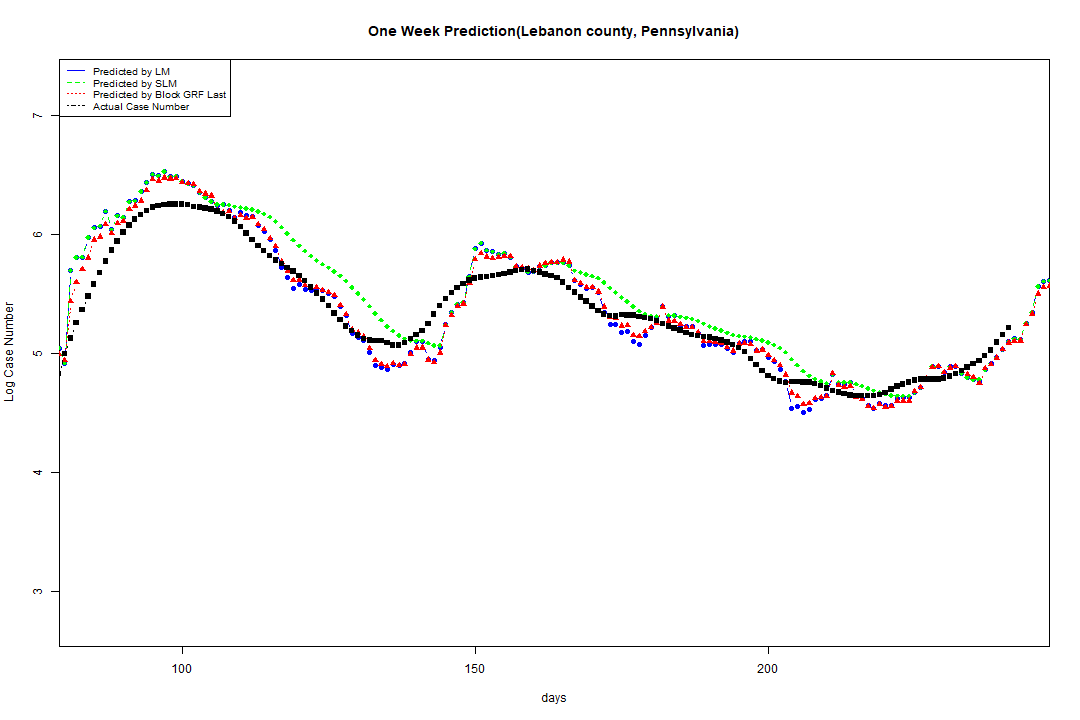 One Week Prediction(Lebanon county, Pennsylvania)
Predicted by LM
Predicted by SLM
Predicted by Block GRF Last
Actual Case Number
Log Case Number
7
6
5
4
3
100 150 200
days